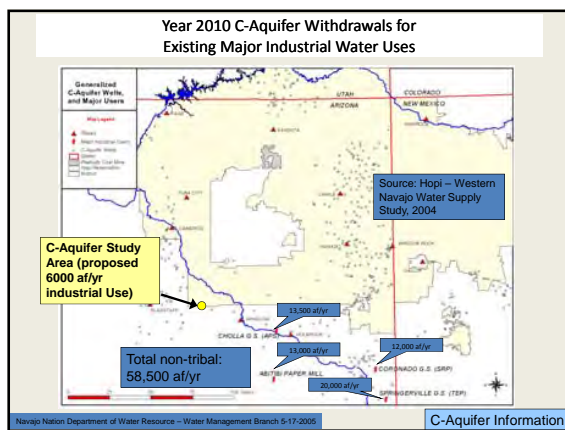 Year 2010 C-Aquifer Withdrawals for
Existing Major Industrial Water Uses
Generalized
C-Aquifer Wells,
and Major Users
Map Legend
UTAH
ARIZONA
COLORADO
NEW MEXICO
Source: Hopi – Western
Navajo Water Supply
Study, 2004
TUBA CITY
C-Aquifer Study
Area (proposed
6000 af/yr
industrial Use)
13,500 af/yr
CHOLLA G.S. (APS)
Total non-tribal:
58,500 af/yr
13,000 af/yr
ABITIBI PAPER MILL
12,000 af/yr
CORONADO G.S. (SRP)
20,000 af/yr
SPRINGERVILLE G.S. (TEP)
Navajo Nation Department of Water Resource – Water Management Branch 5-17-2005
C-Aquifer Information